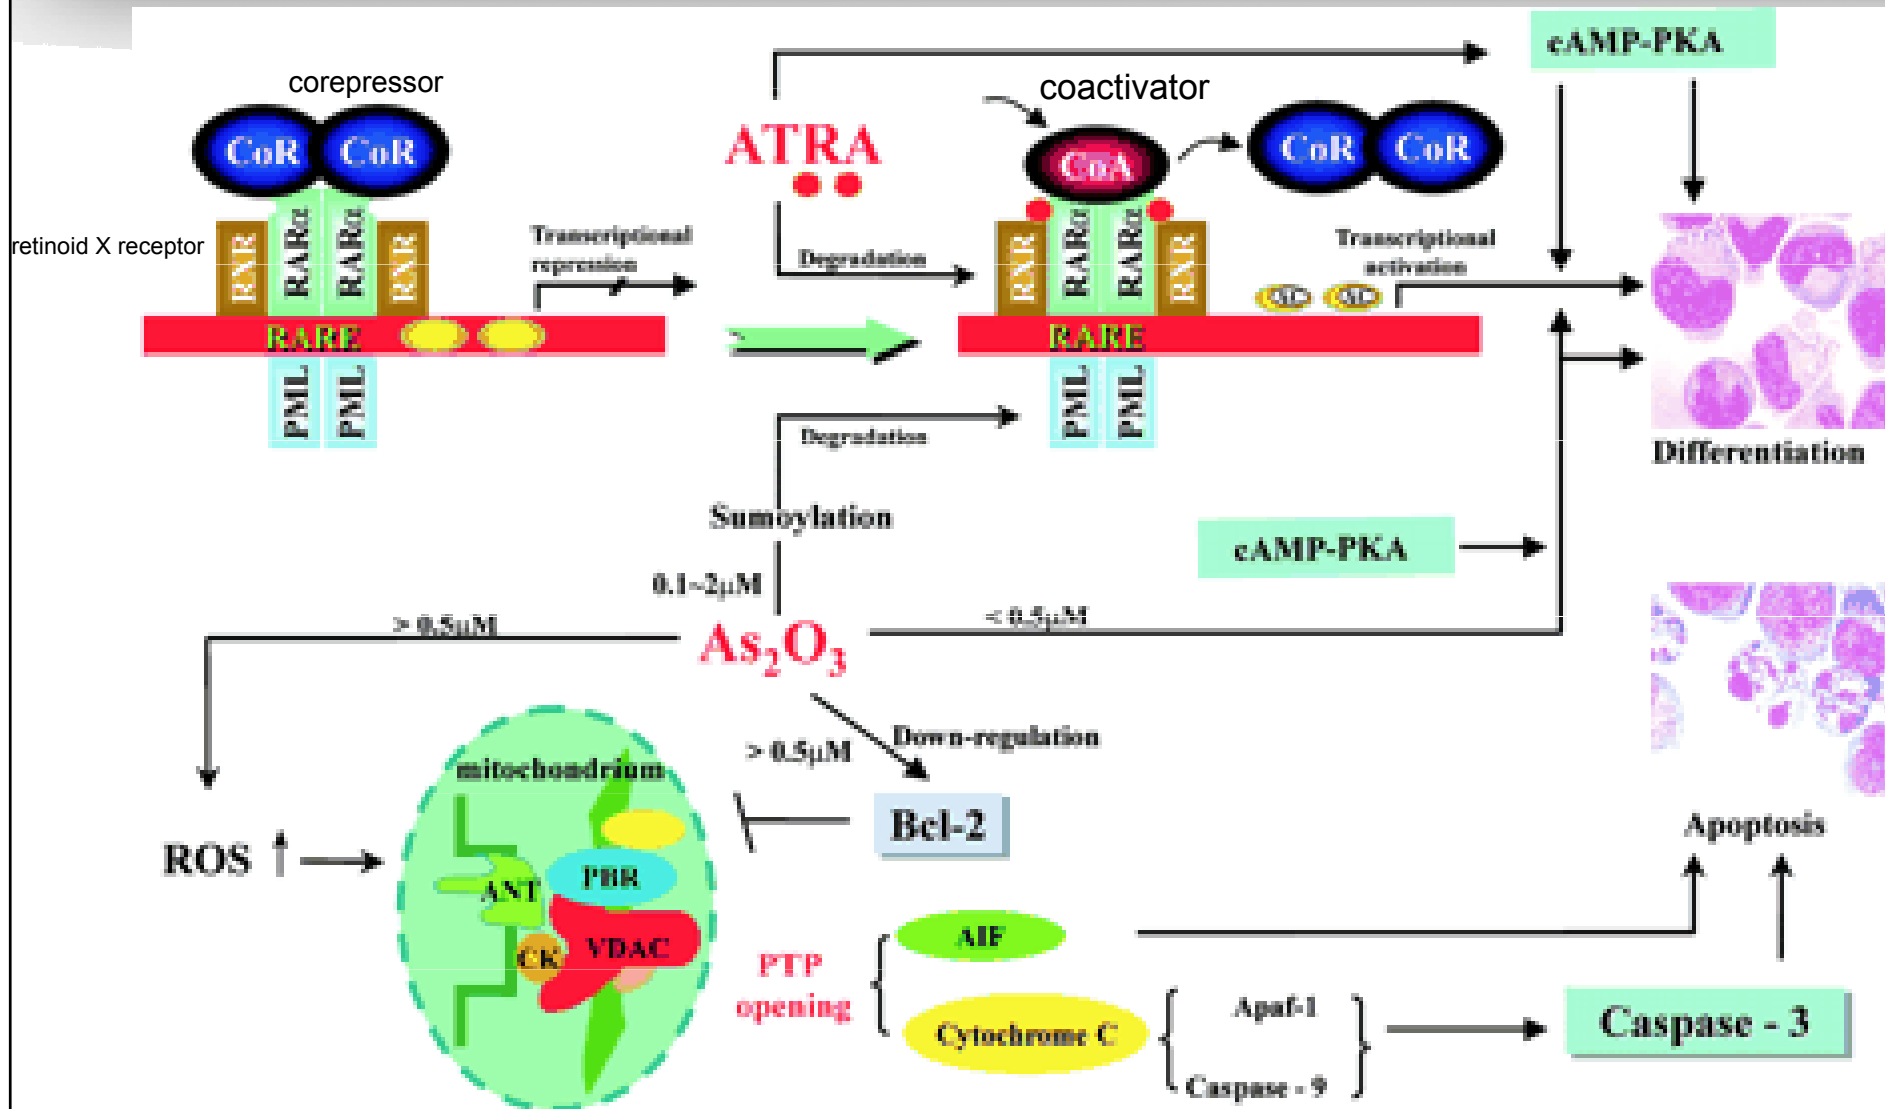 cAMP-PKA
corepressor
coactivator
CoR CoR
ATRA
CoA
CoR CoR
retinoid X receptor
RXR RARα RARα RXR
Transcriptional
repression
Degradation
RXR RARα RARα RXR
Transcriptional
activation
RARE
RARE
PML PML
PML PML
Degradation
Differentiation
Sumoylation
cAMP-PKA
0.1~2μM
> 0.5μM
As2O3
< 0.5μM
Down-regulation
> 0.5μM
mitochondrium
Bcl-2
Apoptosis
ROS ↑
ANT
PBR
CK
VDAC
AIF
PTP
opening
Cytochrome C
Apaf-1
Caspase - 9
Caspase - 3